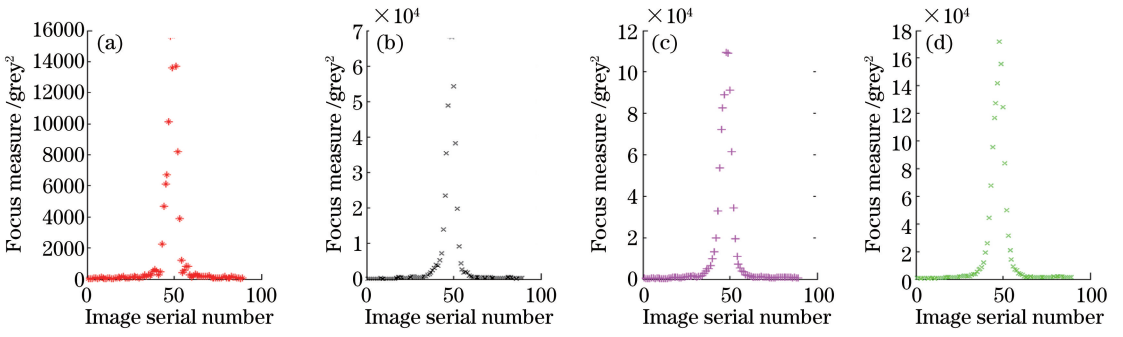 (a)
Focus measure /grey²
16000
14000
12000
10000
8000
6000
4000
2000
0
0 50 100
Image serial number
×10⁴
(b)
Focus measure /grey²
7
6
5
4
3
2
1
0
0 50 100
Image serial number
×10⁴
(c)
Focus measure /grey²
12
10
8
6
4
2
0
0 50 100
Image serial number
×10⁴
(d)
Focus measure /grey²
18
16
14
12
10
8
6
4
2
0
0 50 100
Image serial number